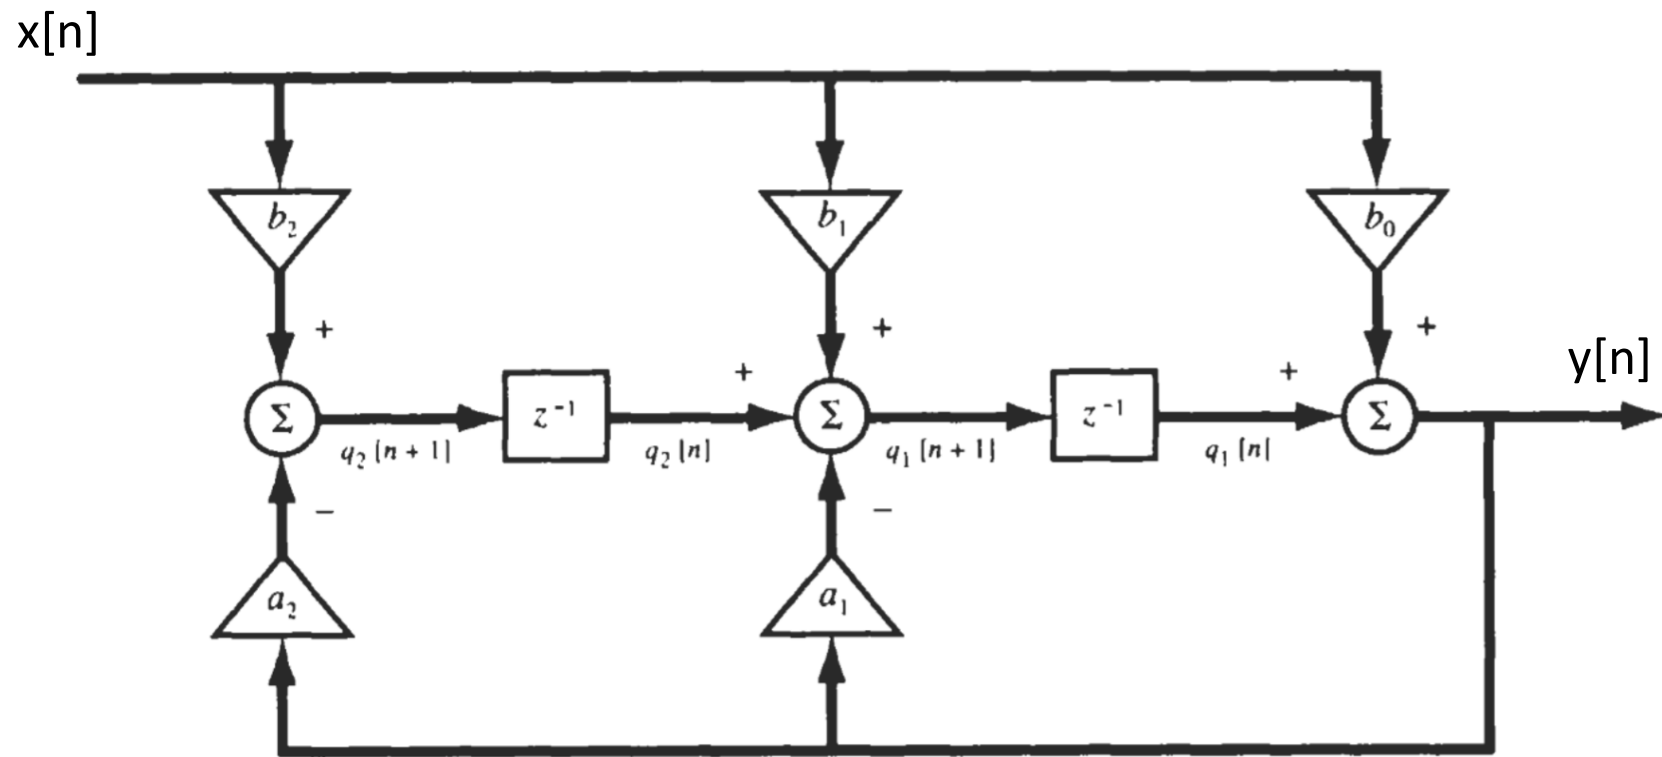 x[n]
b₂
b₁
b₀
+
+
+
y[n]
Σ
q₂[n + 1]
z⁻¹
q₂[n]
+
Σ
q₁[n + 1]
z⁻¹
q₁[n]
+
Σ
−
−
a₂
a₁